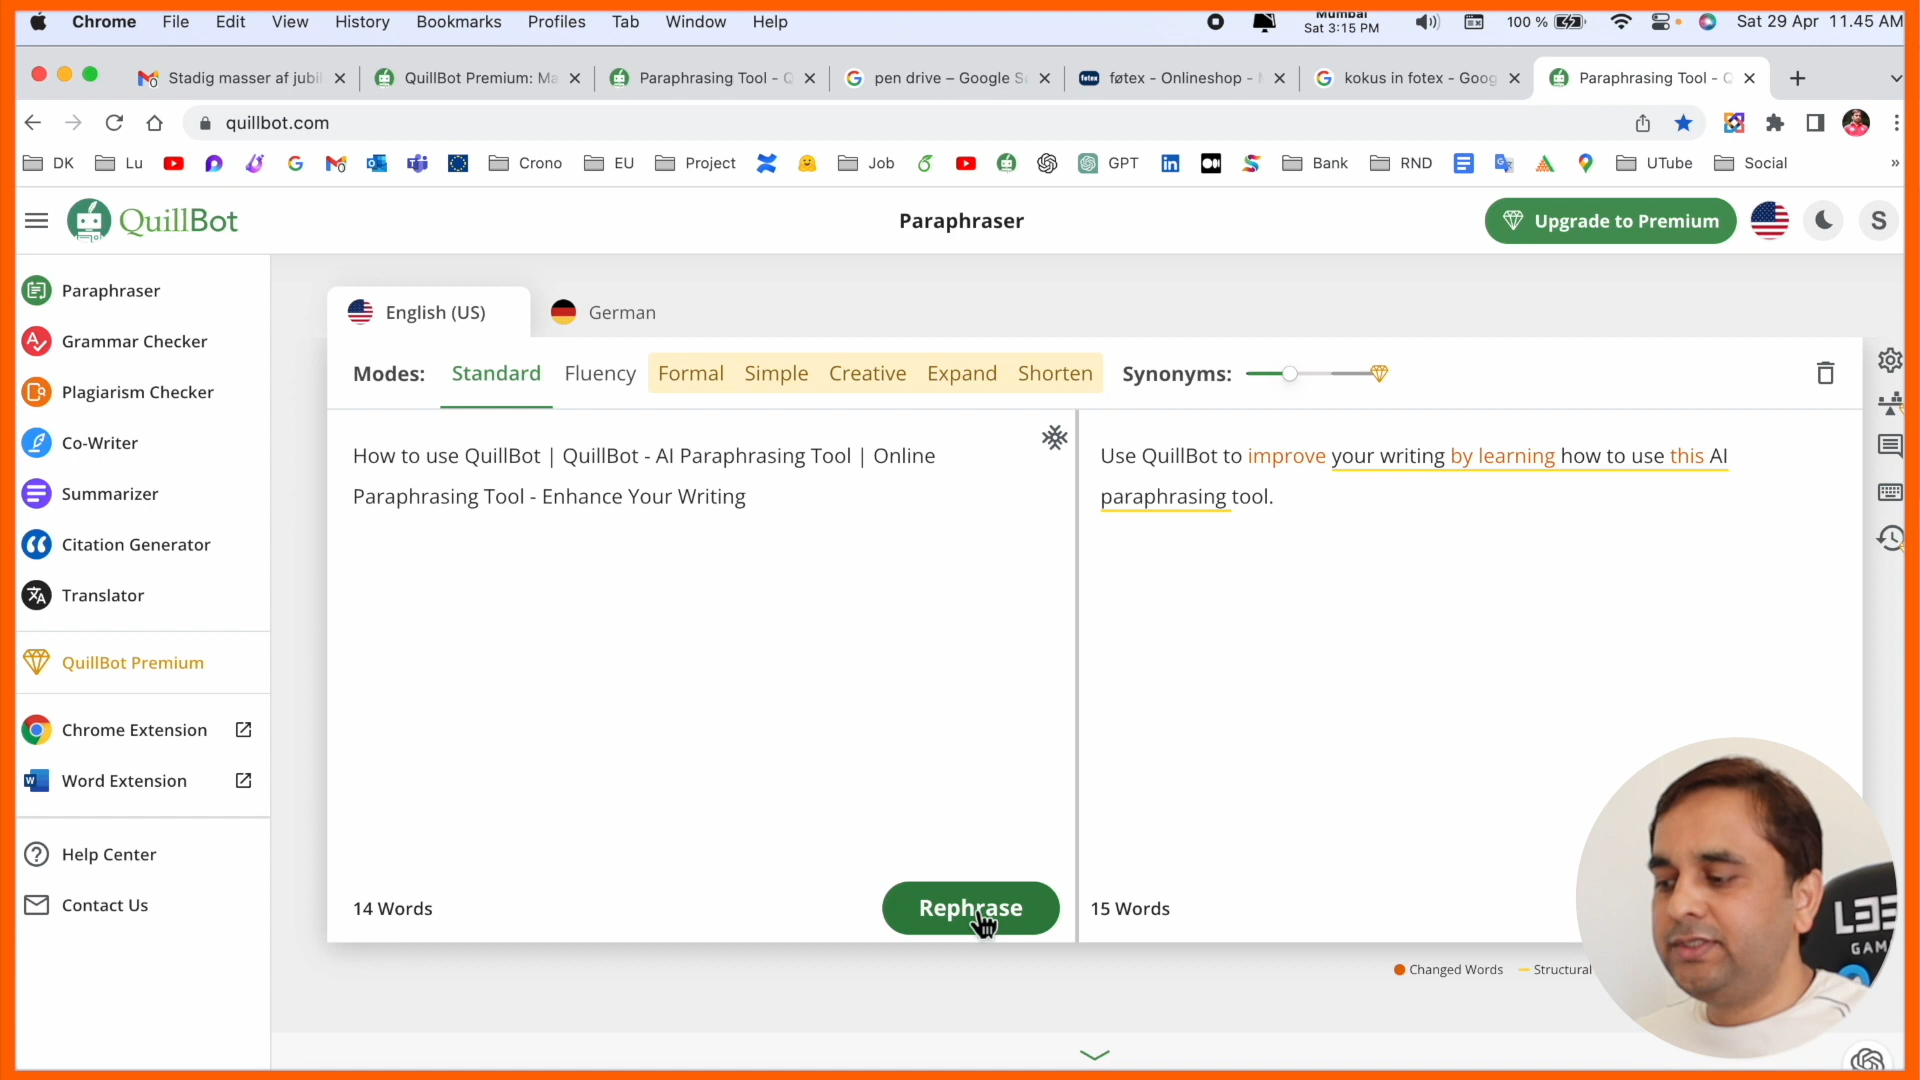 Chrome File Edit View History Bookmarks Profiles Tab Window Help
Mumbai
Sat 3:15 PM
100 %
Sat 29 Apr 11.45 AM
Stadig masser af jubil
QuillBot Premium: Ma
Paraphrasing Tool - Q
pen drive – Google Se
føtex
føtex - Onlineshop -
kokus in fotex - Goog
Paraphrasing Tool - Q
quillbot.com
DK Lu Crono EU Project Job GPT Bank RND UTube Social »
QuillBot
Paraphraser
Upgrade to Premium
S
Paraphraser
Grammar Checker
Plagiarism Checker
Co-Writer
Summarizer
Citation Generator
Translator
QuillBot Premium
Chrome Extension
Word Extension
Help Center
Contact Us
English (US) German
Modes: Standard Fluency Formal Simple Creative Expand Shorten Synonyms:
How to use QuillBot | QuillBot - AI Paraphrasing Tool | Online
Paraphrasing Tool - Enhance Your Writing
14 Words
Rephrase
Use QuillBot to improve your writing by learning how to use this AI
paraphrasing tool.
15 Words
Changed Words Structural
GAM